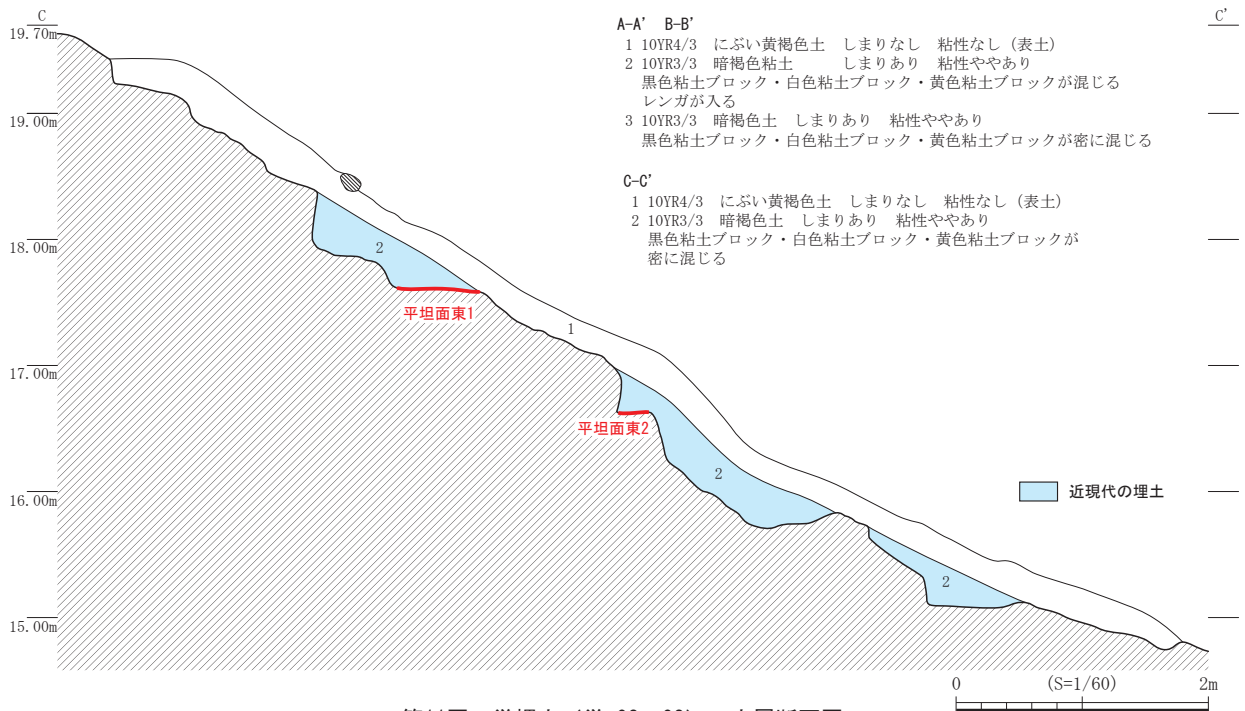 C
C'
19.70m
19.00m
18.00m
17.00m
16.00m
15.00m
A-A' B-B'
1 10YR4/3 にぶい黄褐色土 しまりなし 粘性なし（表土）
2 10YR3/3 暗褐色粘土 しまりあり 粘性ややあり
黒色粘土ブロック・白色粘土ブロック・黄色粘土ブロックが混じる
レンガが入る
3 10YR3/3 暗褐色土 しまりあり 粘性ややあり
黒色粘土ブロック・白色粘土ブロック・黄色粘土ブロックが密に混じる
C-C'
1 10YR4/3 にぶい黄褐色土 しまりなし 粘性なし（表土）
2 10YR3/3 暗褐色土 しまりあり 粘性ややあり
黒色粘土ブロック・白色粘土ブロック・黄色粘土ブロックが
密に混じる
2
平坦面東1
1
平坦面東2
2
近現代の埋土
2
0 (S=1/60) 2m